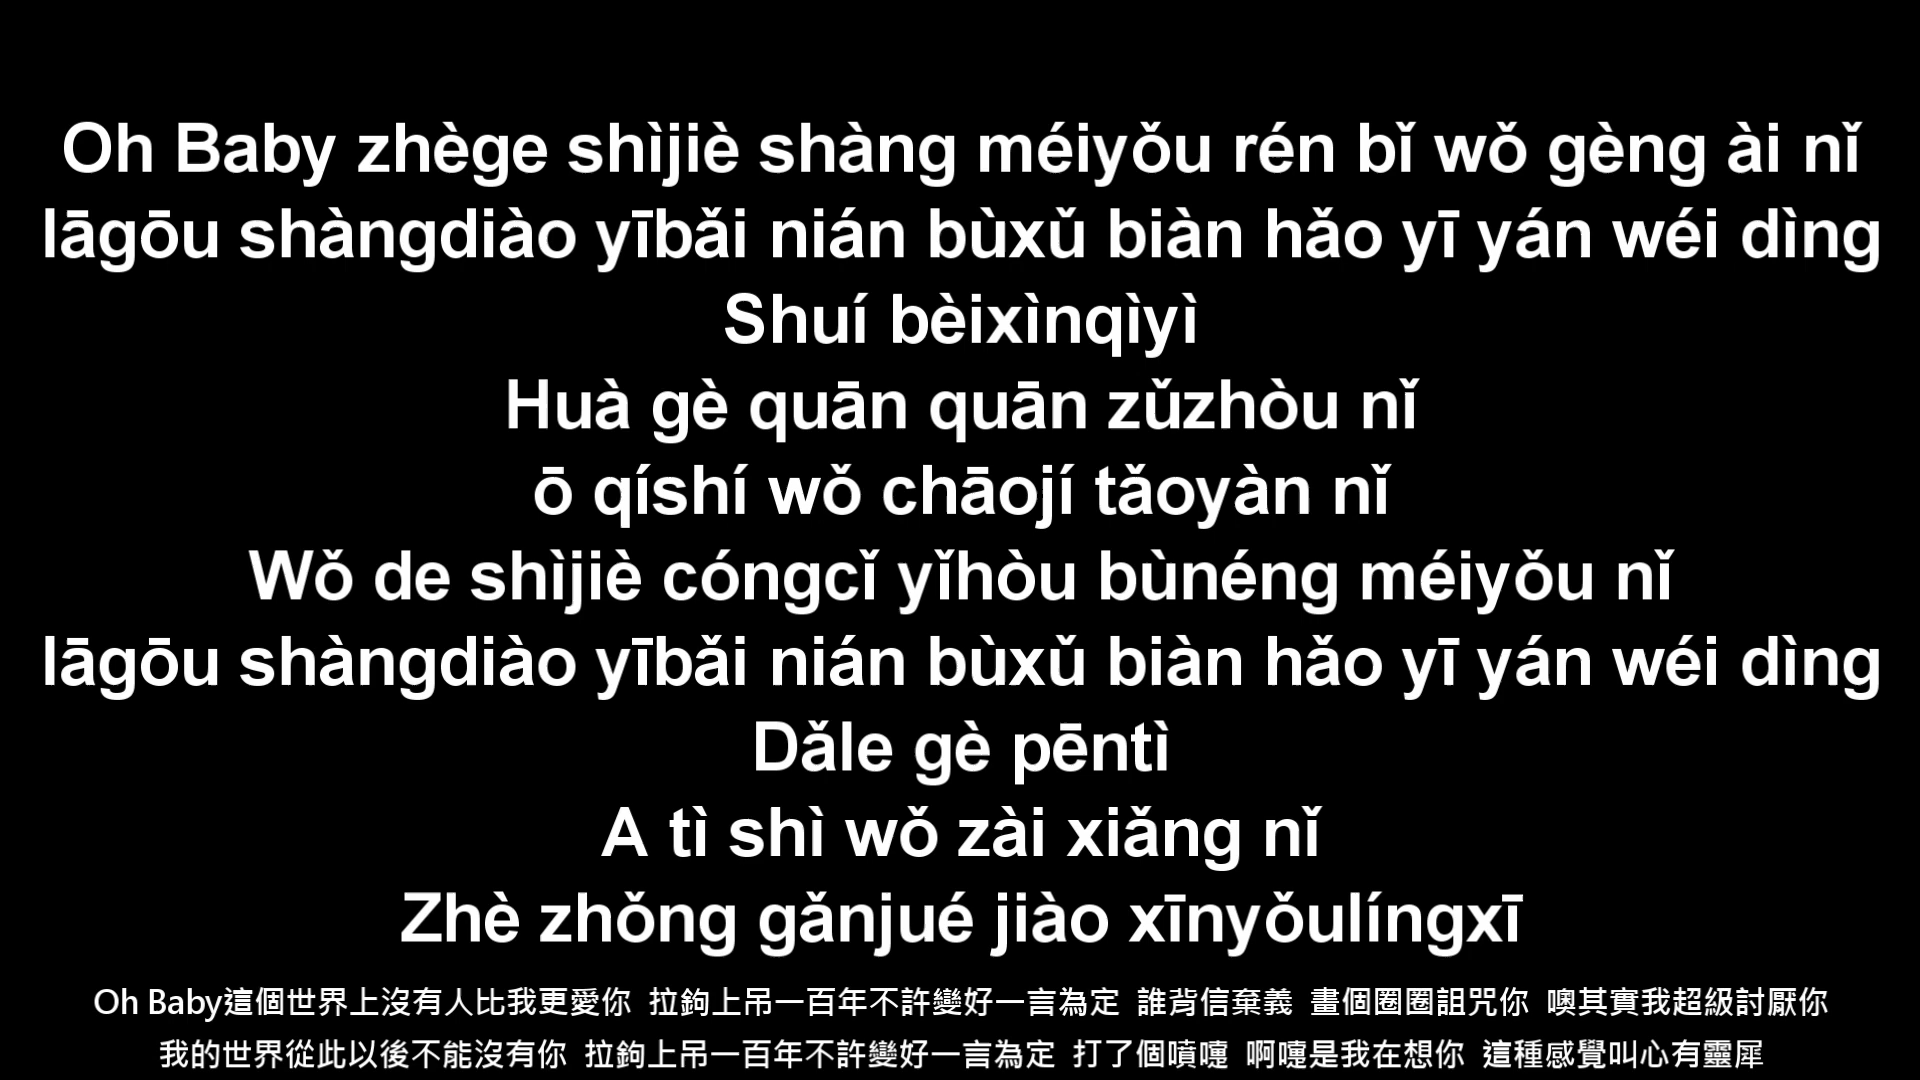 Oh Baby zhège shìjiè shàng méiyǒu rén bǐ wǒ gèng ài nǐ
lāgōu shàngdiào yībǎi nián bùxǔ biàn hǎo yī yán wéi dìng
Shuí bèixìnqìyì
Huà gè quān quān zǔzhòu nǐ
ō qíshí wǒ chāojí tǎoyàn nǐ
Wǒ de shìjiè cóngcǐ yǐhòu bùnéng méiyǒu nǐ
lāgōu shàngdiào yībǎi nián bùxǔ biàn hǎo yī yán wéi dìng
Dǎle gè pēntì
A tì shì wǒ zài xiǎng nǐ
Zhè zhǒng gǎnjué jiào xīnyǒulíngxī
Oh Baby這個世界上沒有人比我更愛你 拉鉤上吊一百年不許變好一言為定 誰背信棄義 畫個圈圈詛咒你 噢其實我超級討厭你
我的世界從此以後不能沒有你 拉鉤上吊一百年不許變好一言為定 打了個噴嚏 啊嚏是我在想你 這種感覺叫心有靈犀